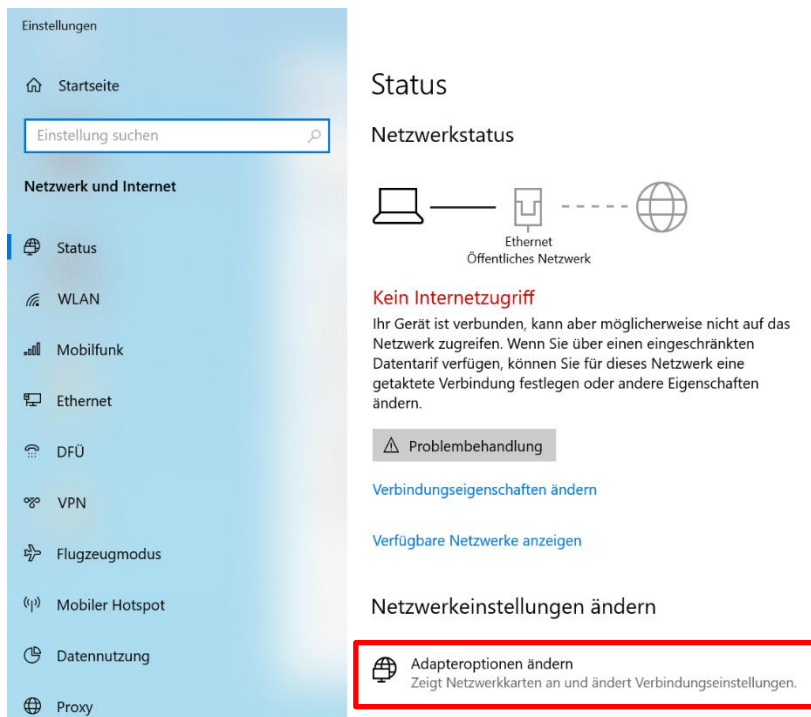 Einstellungen
Startseite
Einstellung suchen
Netzwerk und Internet
Status
WLAN
Mobilfunk
Ethernet
DFÜ
VPN
Flugzeugmodus
Mobiler Hotspot
Datennutzung
Proxy
Status
Netzwerkstatus
Ethernet
Öffentliches Netzwerk
Kein Internetzugriff
Ihr Gerät ist verbunden, kann aber möglicherweise nicht auf das
Netzwerk zugreifen. Wenn Sie über einen eingeschränkten
Datentarif verfügen, können Sie für dieses Netzwerk eine
getaktete Verbindung festlegen oder andere Eigenschaften
ändern.
Problembehandlung
Verbindungseigenschaften ändern
Verfügbare Netzwerke anzeigen
Netzwerkeinstellungen ändern
Adapteroptionen ändern
Zeigt Netzwerkkarten an und ändert Verbindungseinstellungen.